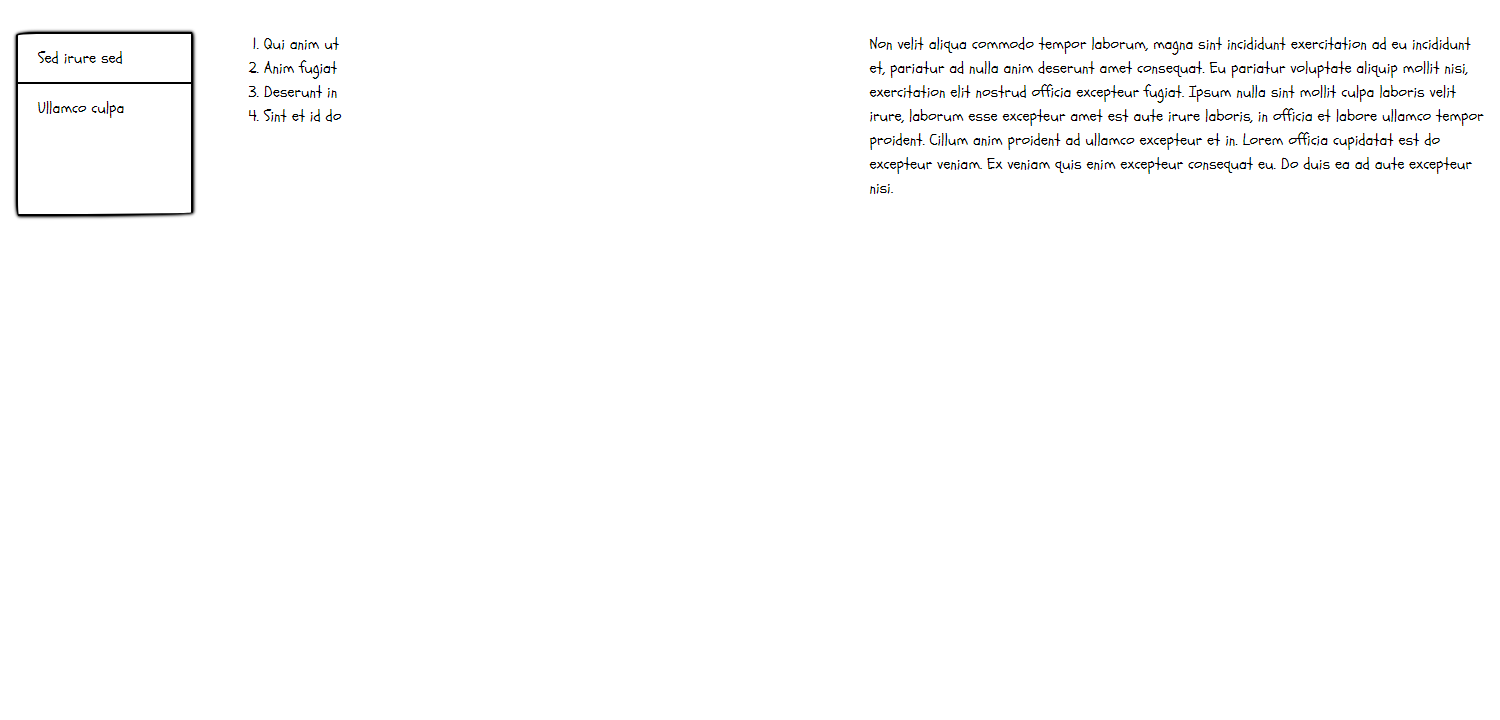 Sed irure sed
Ullamco culpa
1. Qui anim ut
2. Anim fugiat
3. Deserunt in
4. Sint et id do
Non velit aliqua commodo tempor laborum, magna sint incididunt exercitation ad eu incididunt
et, pariatur ad nulla anim deserunt amet consequat. Eu pariatur voluptate aliquip mollit nisi,
exercitation elit nostrud officia excepteur fugiat. Ipsum nulla sint mollit culpa laboris velit
irure, laborum esse excepteur amet est aute irure laboris, in officia et labore ullamco tempor
proident. Cillum anim proident ad ullamco excepteur et in. Lorem officia cupidatat est do
excepteur veniam. Ex veniam quis enim excepteur consequat eu. Do duis ea ad aute excepteur
nisi.